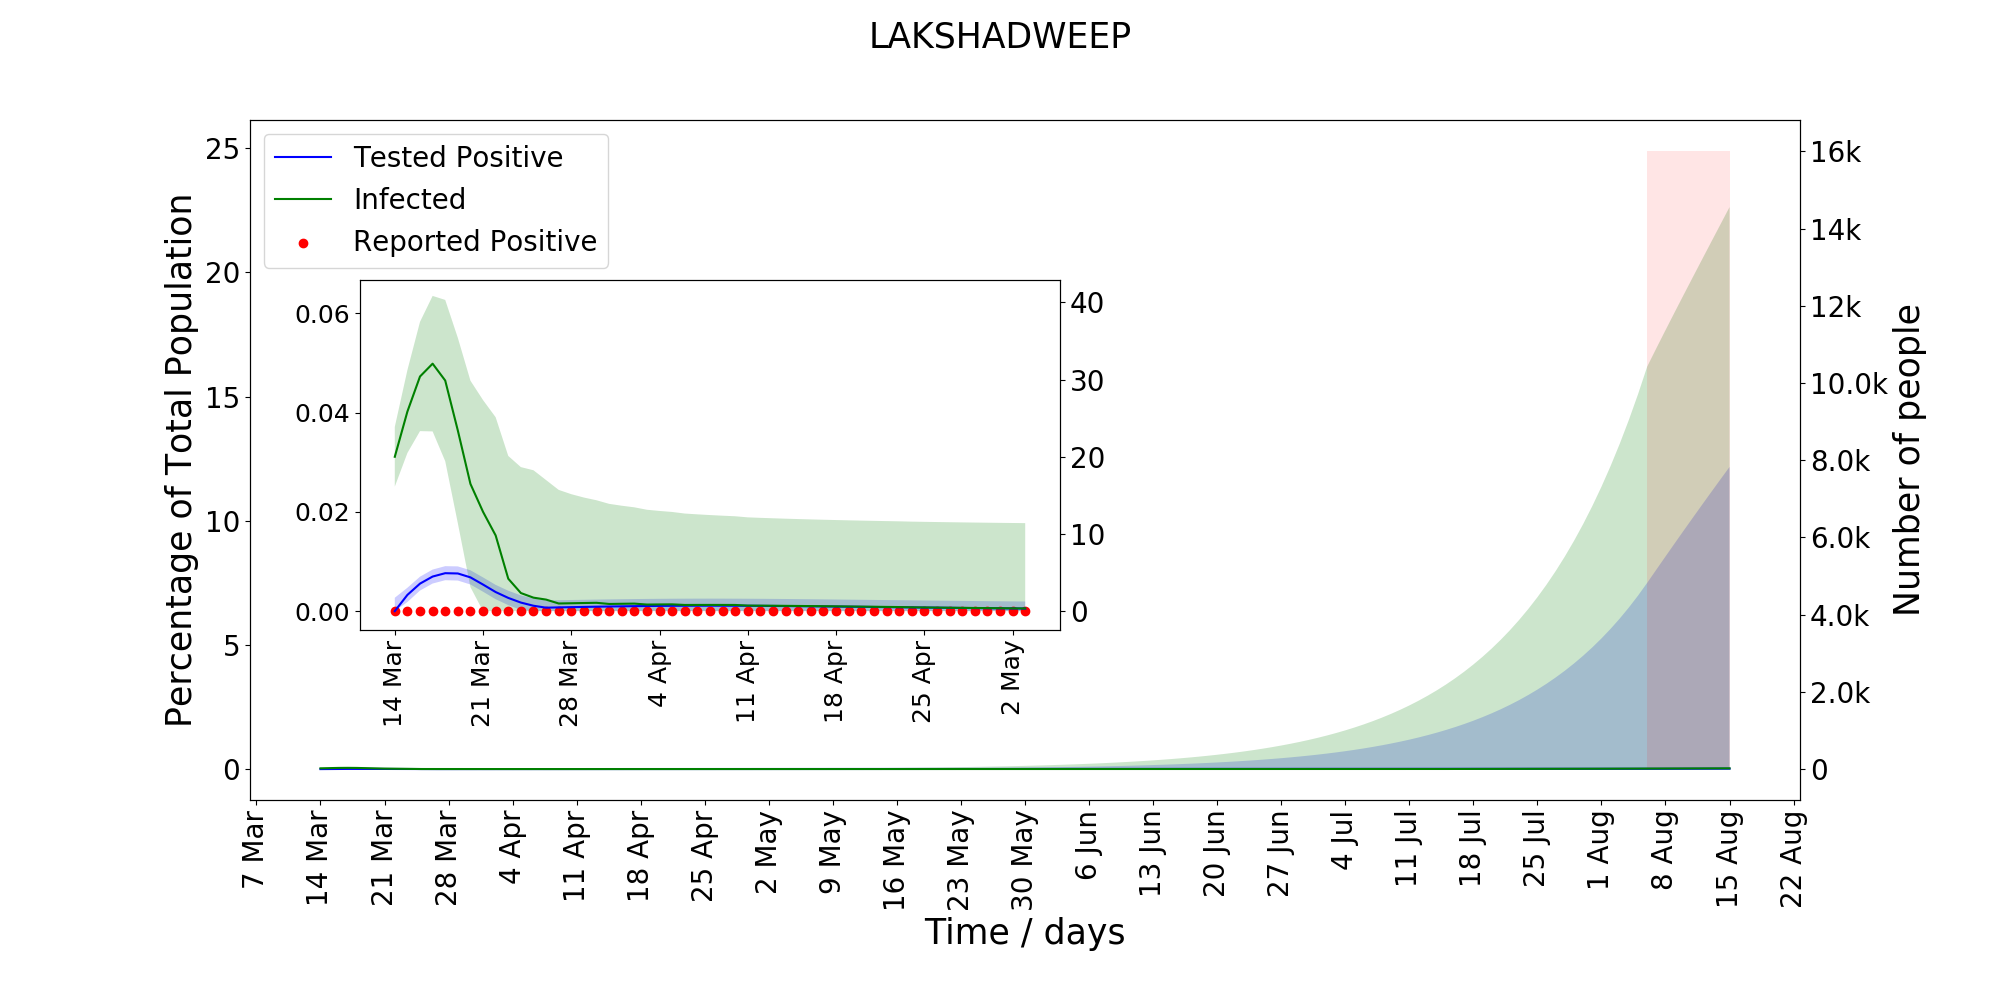 LAKSHADWEEP
Tested Positive
Infected
Reported Positive
Percentage of Total Population
25
20
15
10
5
0
16k
14k
12k
10.0k
8.0k
6.0k
4.0k
2.0k
0
Number of people
0.06
0.04
0.02
0.00
40
30
20
10
0
14 Mar
21 Mar
28 Mar
4 Apr
11 Apr
18 Apr
25 Apr
2 May
7 Mar
14 Mar
21 Mar
28 Mar
4 Apr
11 Apr
18 Apr
25 Apr
2 May
9 May
16 May
23 May
30 May
6 Jun
13 Jun
20 Jun
27 Jun
4 Jul
11 Jul
18 Jul
25 Jul
1 Aug
8 Aug
15 Aug
22 Aug
Time / days